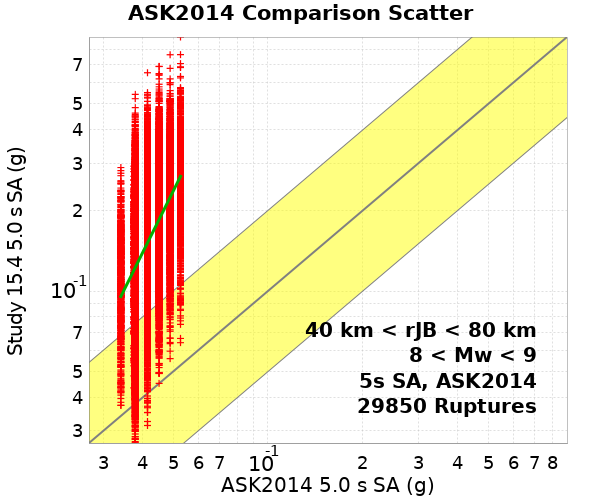 ASK2014 Comparison Scatter
Study 15.4 5.0 s SA (g)
7
5
4
3
2
10-1
7
5
4
3
40 km < rJB < 80 km
8 < Mw < 9
5s SA, ASK2014
29850 Ruptures
3 4 5 6 7 10-1 2 3 4 5 6 7 8
ASK2014 5.0 s SA (g)